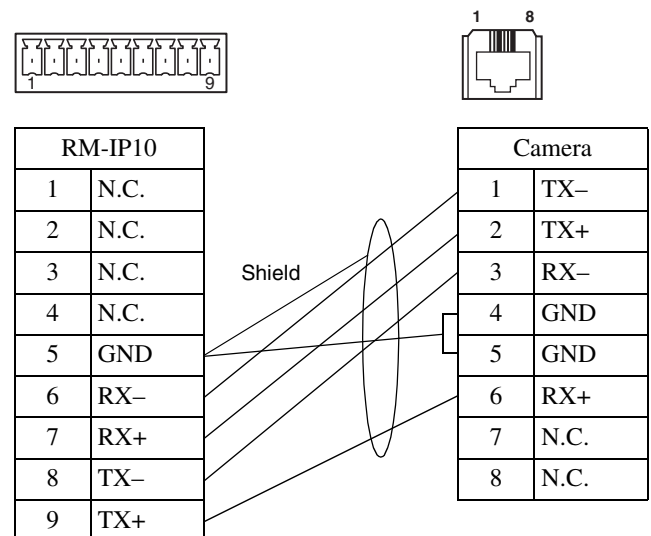 1 8
1 9
RM-IP10
1 N.C.
2 N.C.
3 N.C.
4 N.C.
5 GND
6 RX–
7 RX+
8 TX–
9 TX+
Shield
Camera
1 TX–
2 TX+
3 RX–
4 GND
5 GND
6 RX+
7 N.C.
8 N.C.